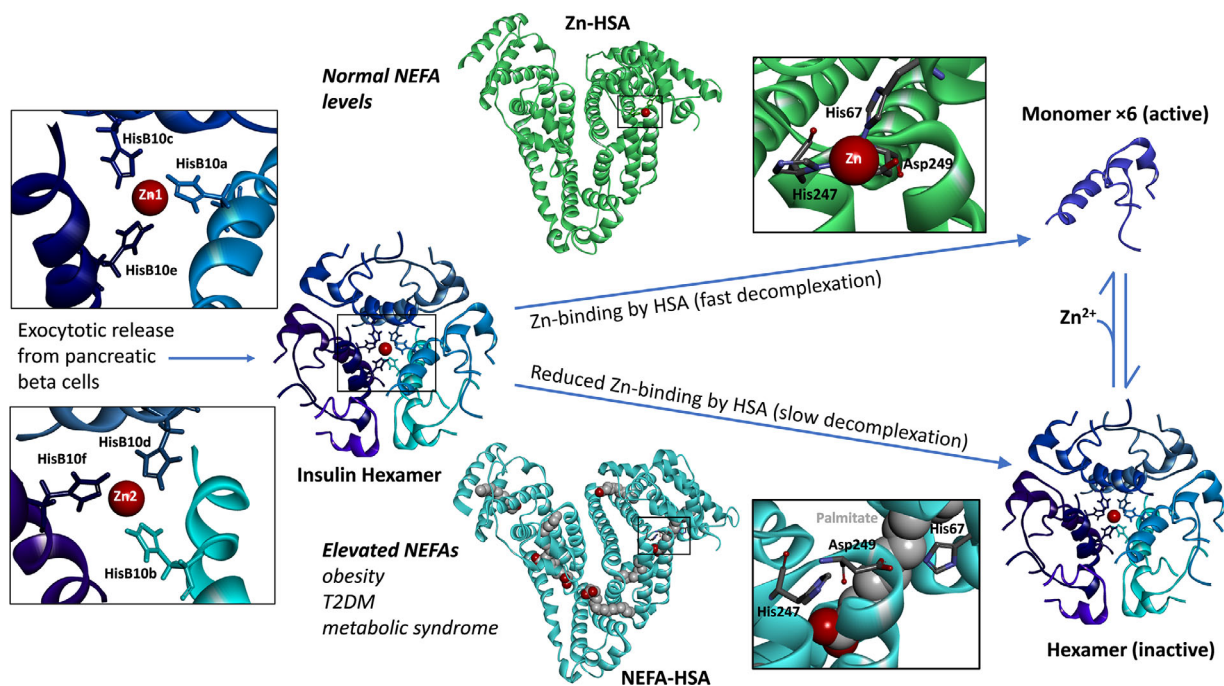 Zn-HSA
Normal NEFA
levels
HisB10c
HisB10a
Zn1
HisB10e
His67
Zn
Asp249
His247
Monomer ×6 (active)
Exocytotic release
from pancreatic
beta cells
Zn-binding by HSA (fast decomplexation)
Zn2+
Reduced Zn-binding by HSA (slow decomplexation)
HisB10d
HisB10f
Zn2
HisB10b
Insulin Hexamer
Elevated NEFAs
obesity
T2DM
metabolic syndrome
NEFA-HSA
Palmitate
His67
Asp249
His247
Hexamer (inactive)